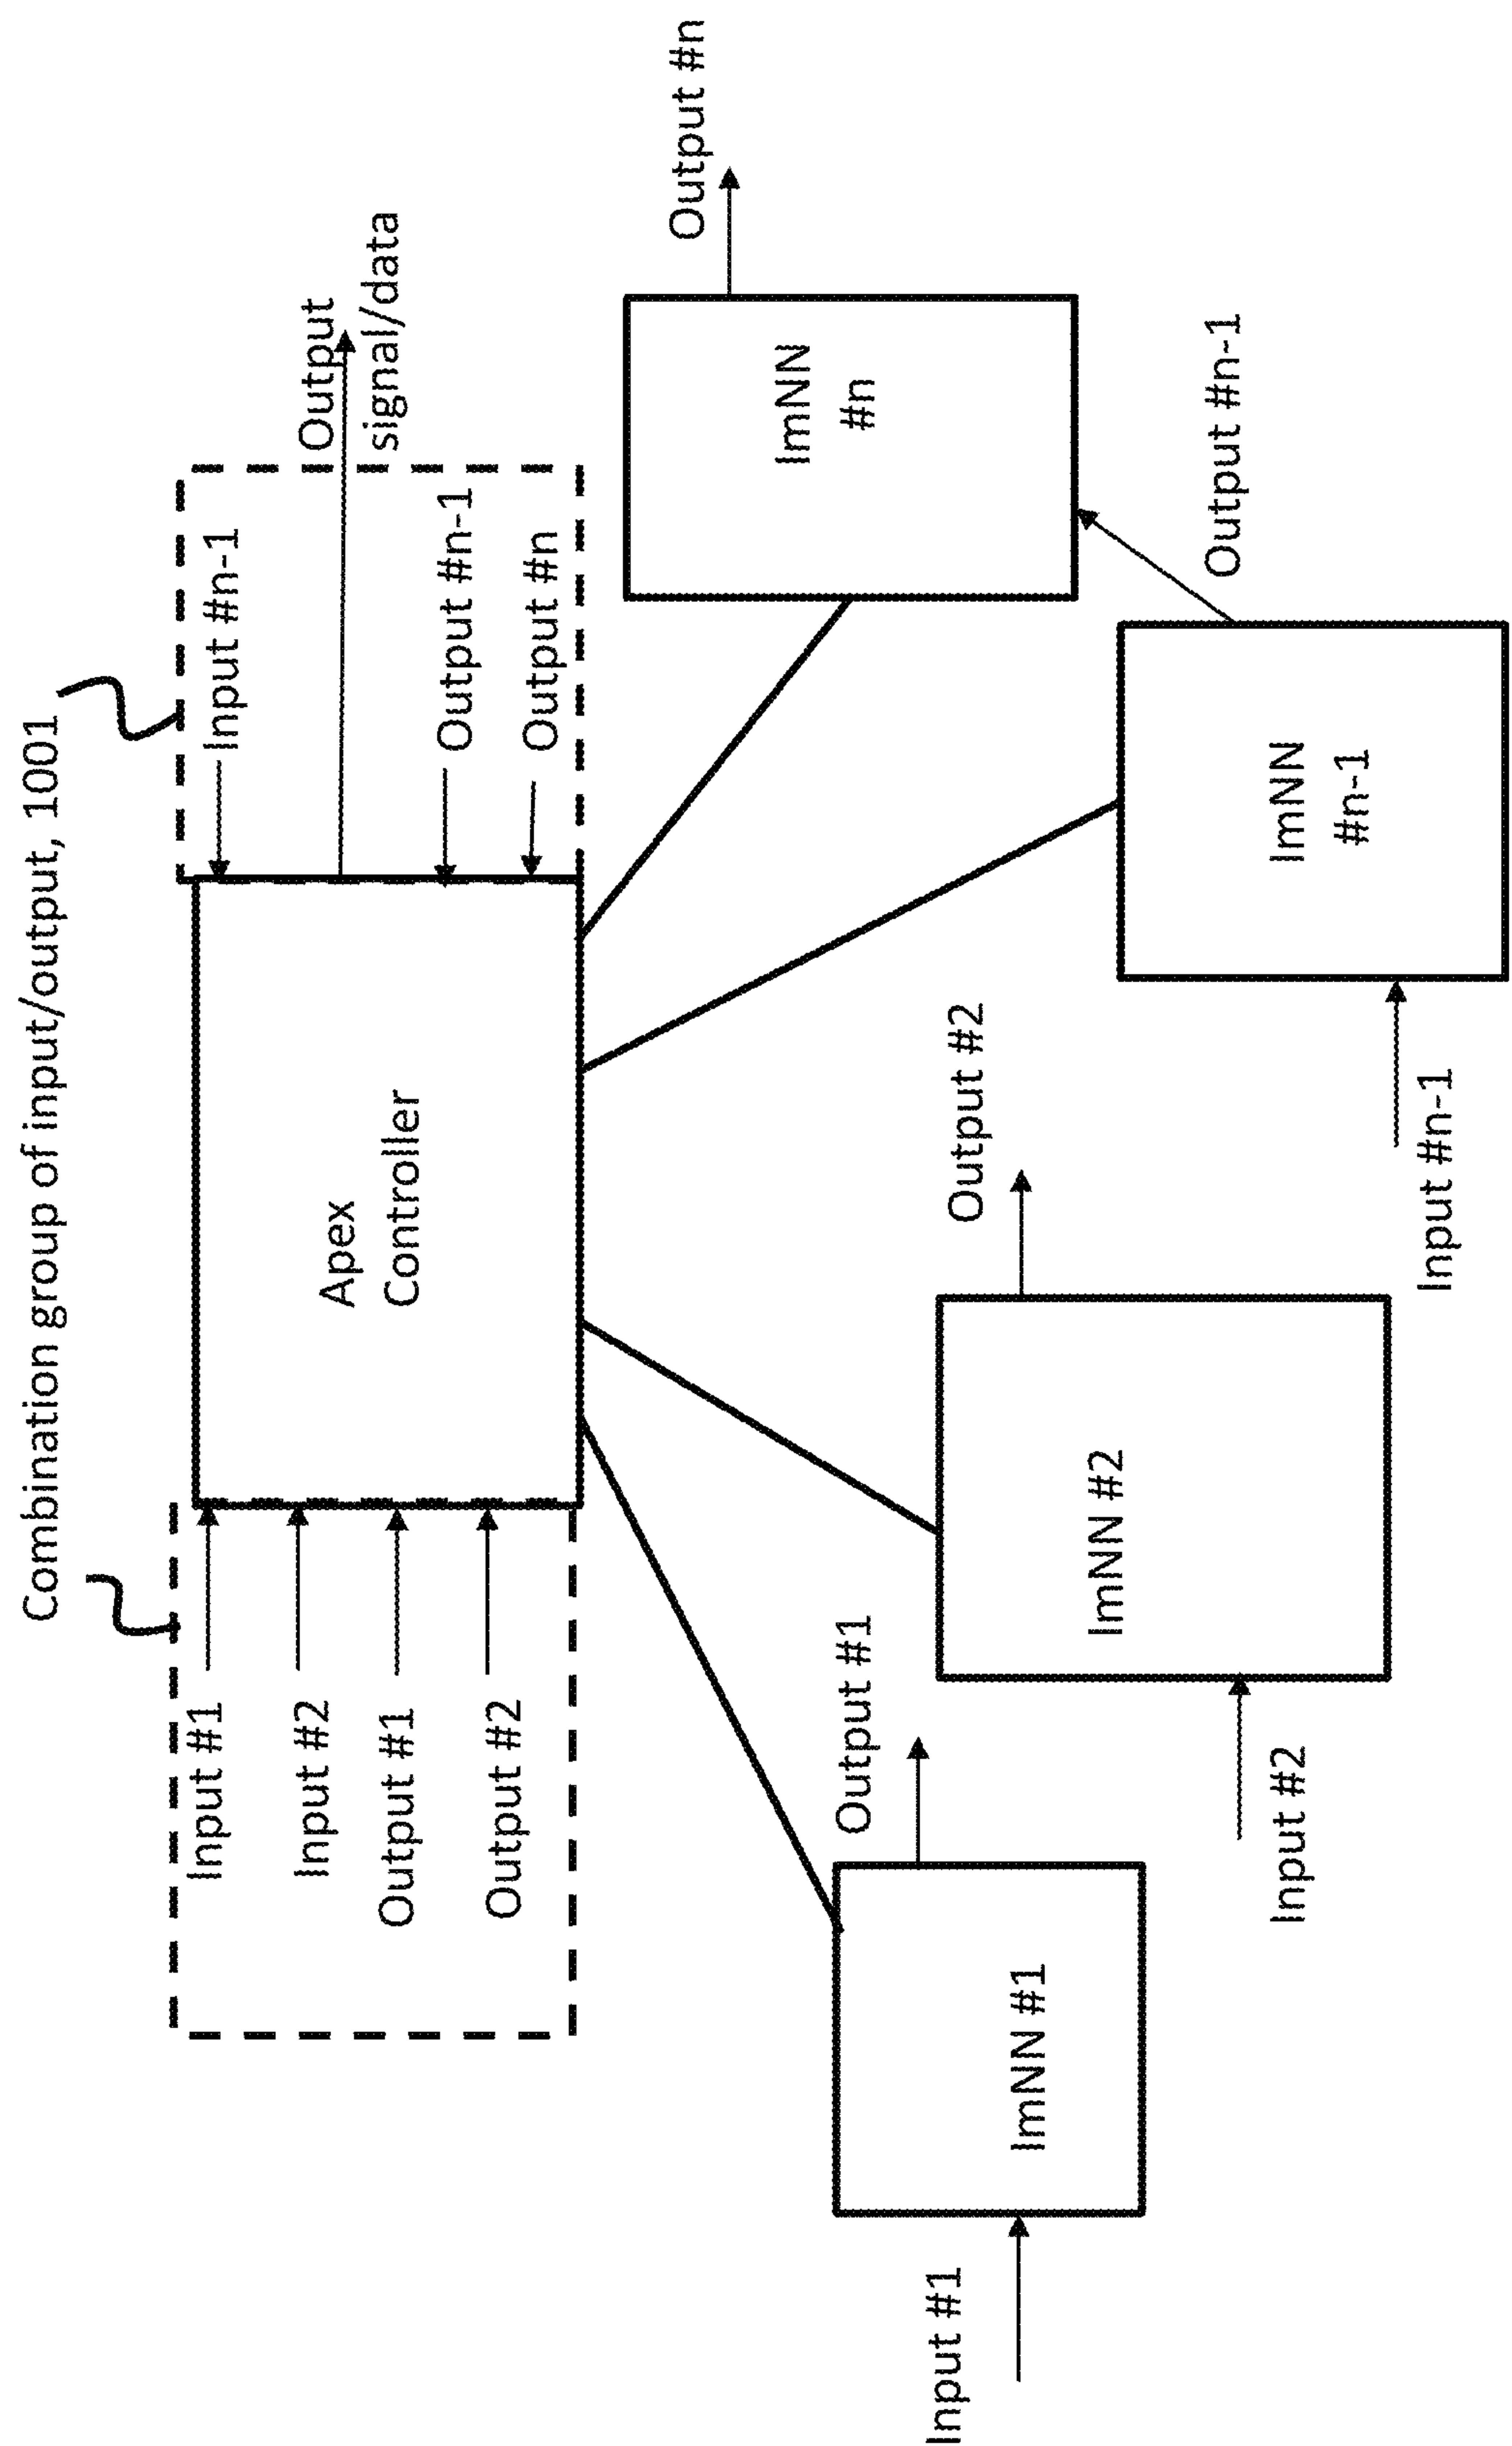 Combination group of input/output, 1001
Input #1
Input #2
Output #1
Output #2
Apex
Controller
Input #n-1
Output
signal/data
Output #n-1
Output #n
Input #1
ImNN #1
Output #1
Input #2
ImNN #2
Output #2
Input #n-1
ImNN
#n-1
Output #n-1
ImNN
#n
Output #n